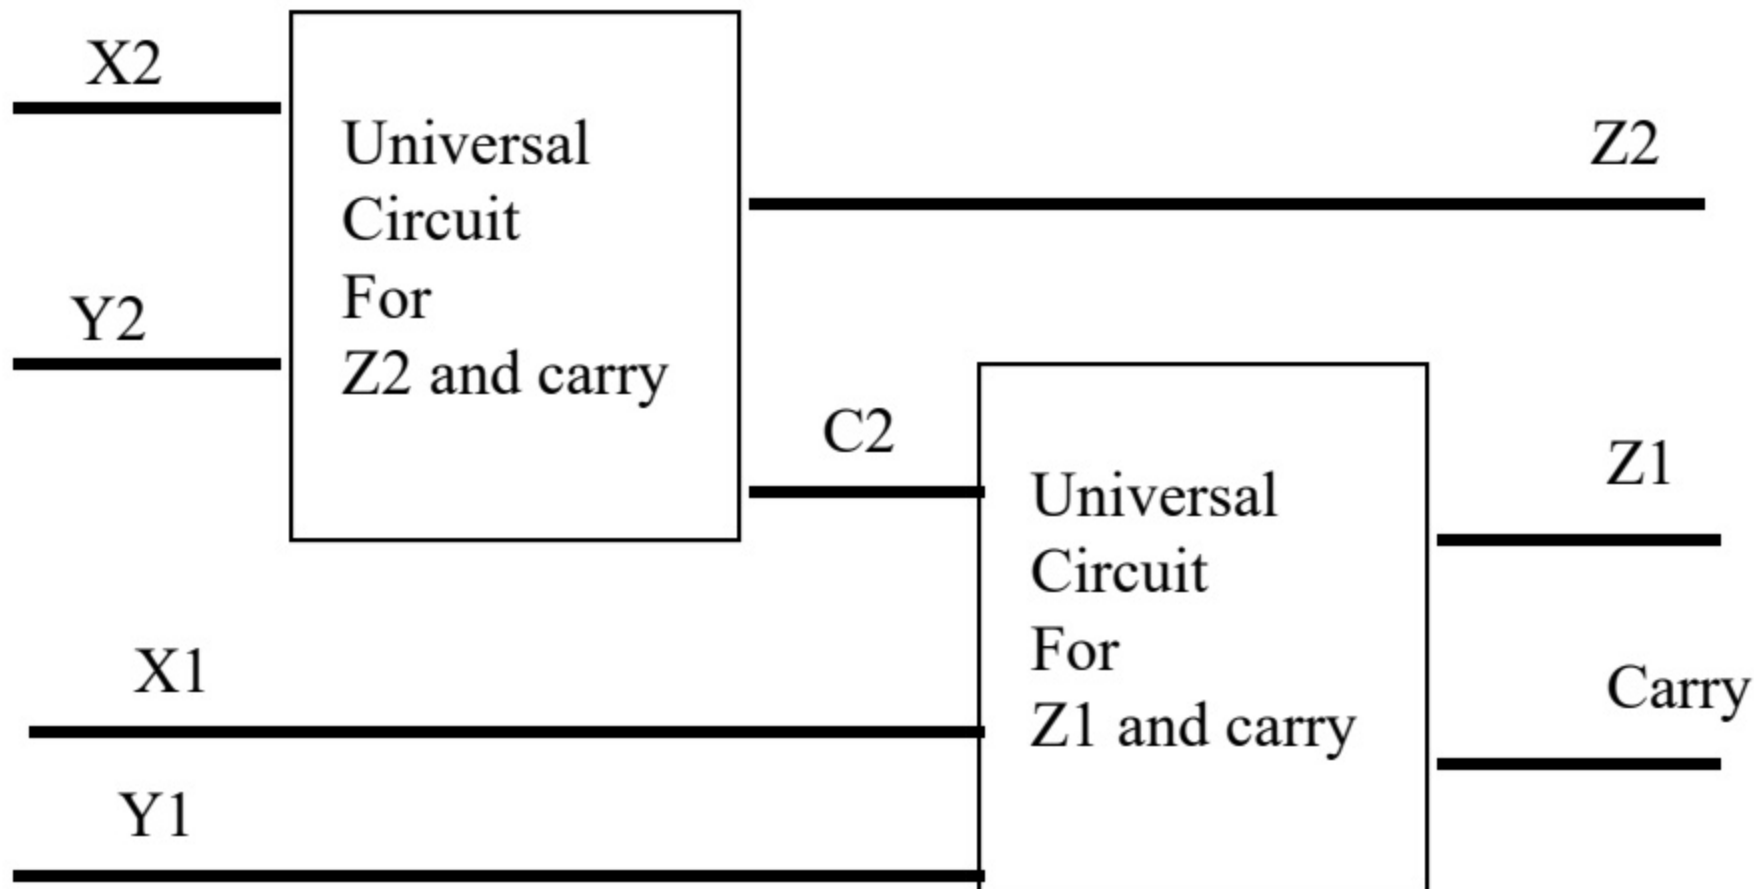 X2
Universal
Circuit
For
Z2 and carry
Z2
Y2
C2
Universal
Circuit
For
Z1 and carry
Z1
X1
Carry
Y1